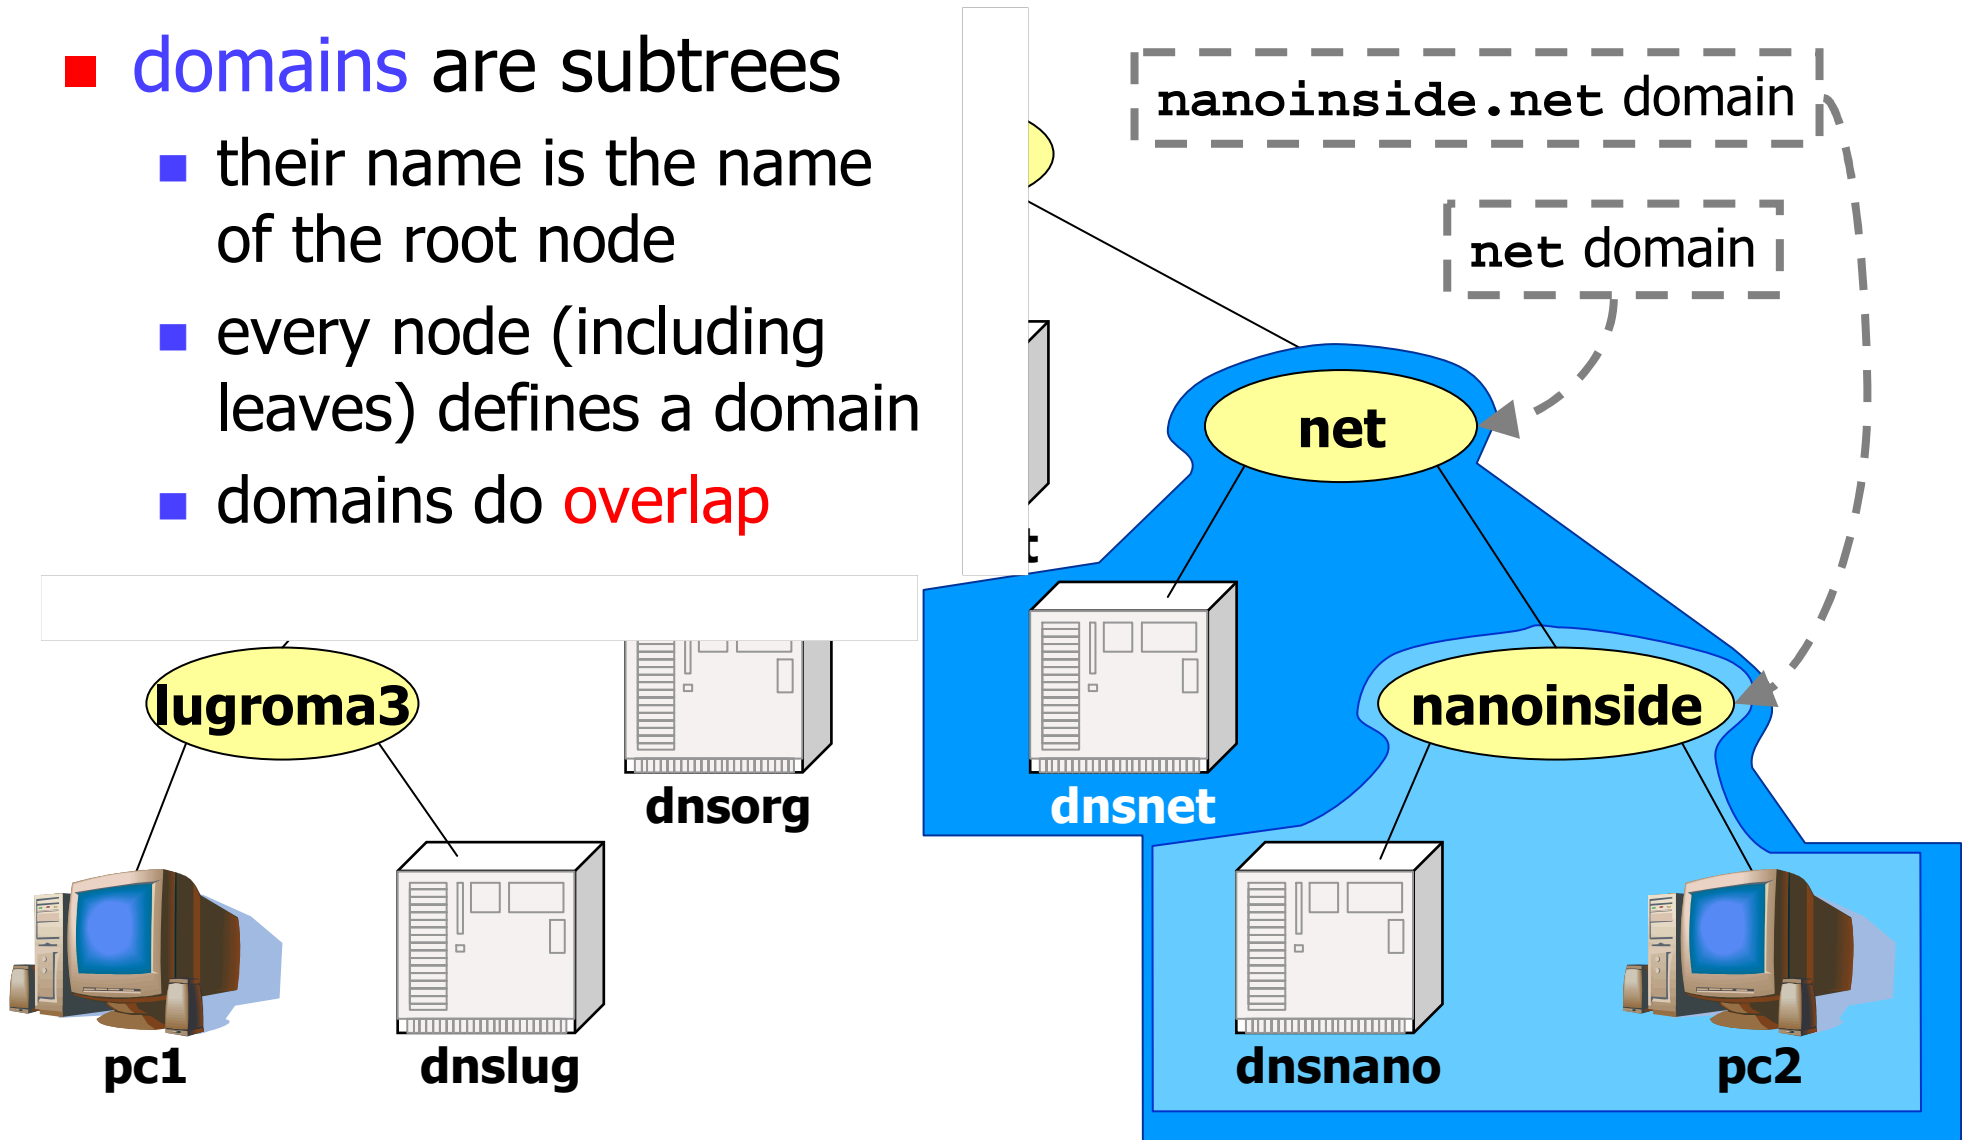 domains are subtrees
their name is the name
of the root node
every node (including
leaves) defines a domain
domains do overlap
nanoinside.net domain
net domain
net
t
lugroma3
nanoinside
dnsorg
dnsnet
pc1
dnslug
dnsnano
pc2